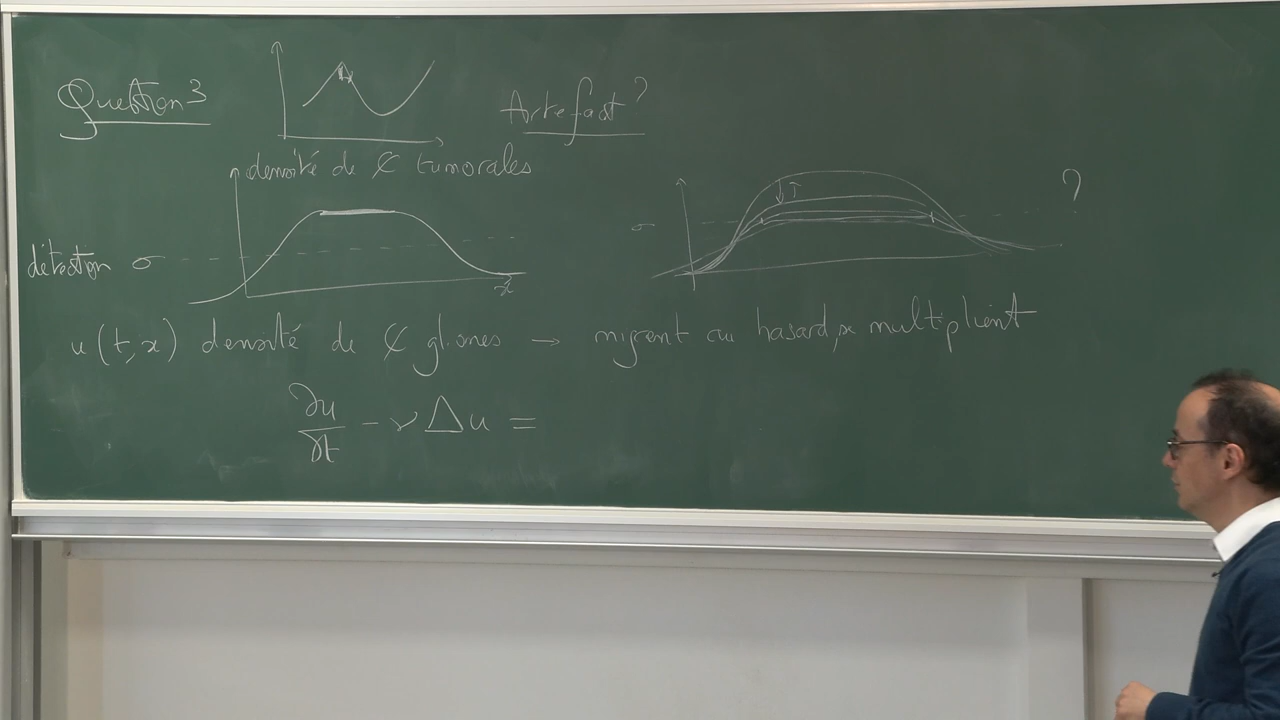 Question 3
Artefact ?
densité de ₡ tumorales
détection σ
x
σ
T
?
u(t,x) densité de ₡ gliomes → migrent au hasard, se multiplient
∂u/∂t - ν Δu =